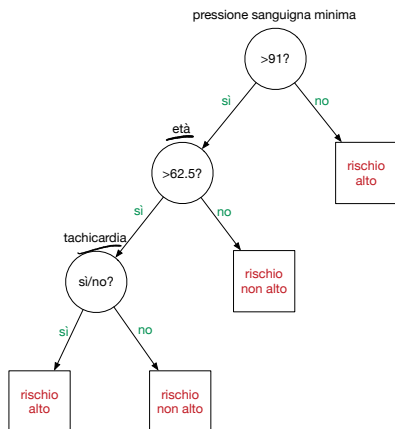 pressione sanguigna minima
>91?
sì
no
età
>62.5?
rischio
alto
sì
no
tachicardia
sì/no?
rischio
non alto
sì
no
rischio
alto
rischio
non alto